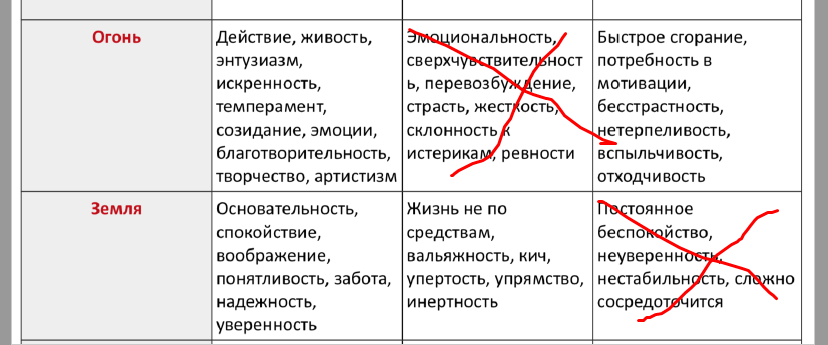 Огонь
Действие, живость,
энтузиазм,
искренность,
темперамент,
созидание, эмоции,
благотворительность,
творчество, артистизм
Эмоциональность,
сверхчувствительност
ь, перевозбуждение,
страсть, жесткость,
склонность к
истерикам, ревности
Быстрое сгорание,
потребность в
мотивации,
бесстрастность,
нетерпеливость,
вспыльчивость,
отходчивость
Земля
Основательность,
спокойствие,
воображение,
понятливость, забота,
надежность,
уверенность
Жизнь не по
средствам,
вальяжность, кич,
упертость, упрямство,
инертность
Постоянное
беспокойство,
неуверенность,
нестабильность, сложно
сосредоточится